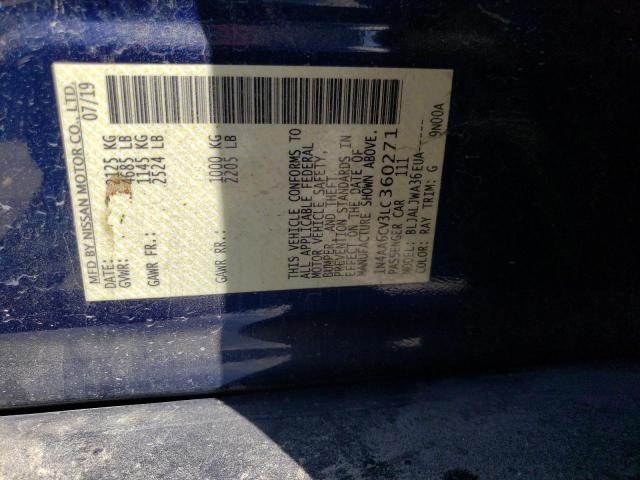 MFD BY NISSAN MOTOR CO., LTD.
DATE: 07/19
GVWR: 2125 KG
4685 LB
GAWR FR.: 1145 KG
2524 LB
GAWR RR.: 1000 KG
2205 LB
THIS VEHICLE CONFORMS TO
ALL APPLICABLE FEDERAL
MOTOR VEHICLE SAFETY,
BUMPER, AND THEFT
PREVENTION STANDARDS IN
EFFECT ON THE DATE OF
MANUFACTURE SHOWN ABOVE.
1N4AA6CV3LC360271
PASSENGER CAR 111
MODEL: BLJALJWA36EUA-----
COLOR: RAY TRIM: G 9N00A